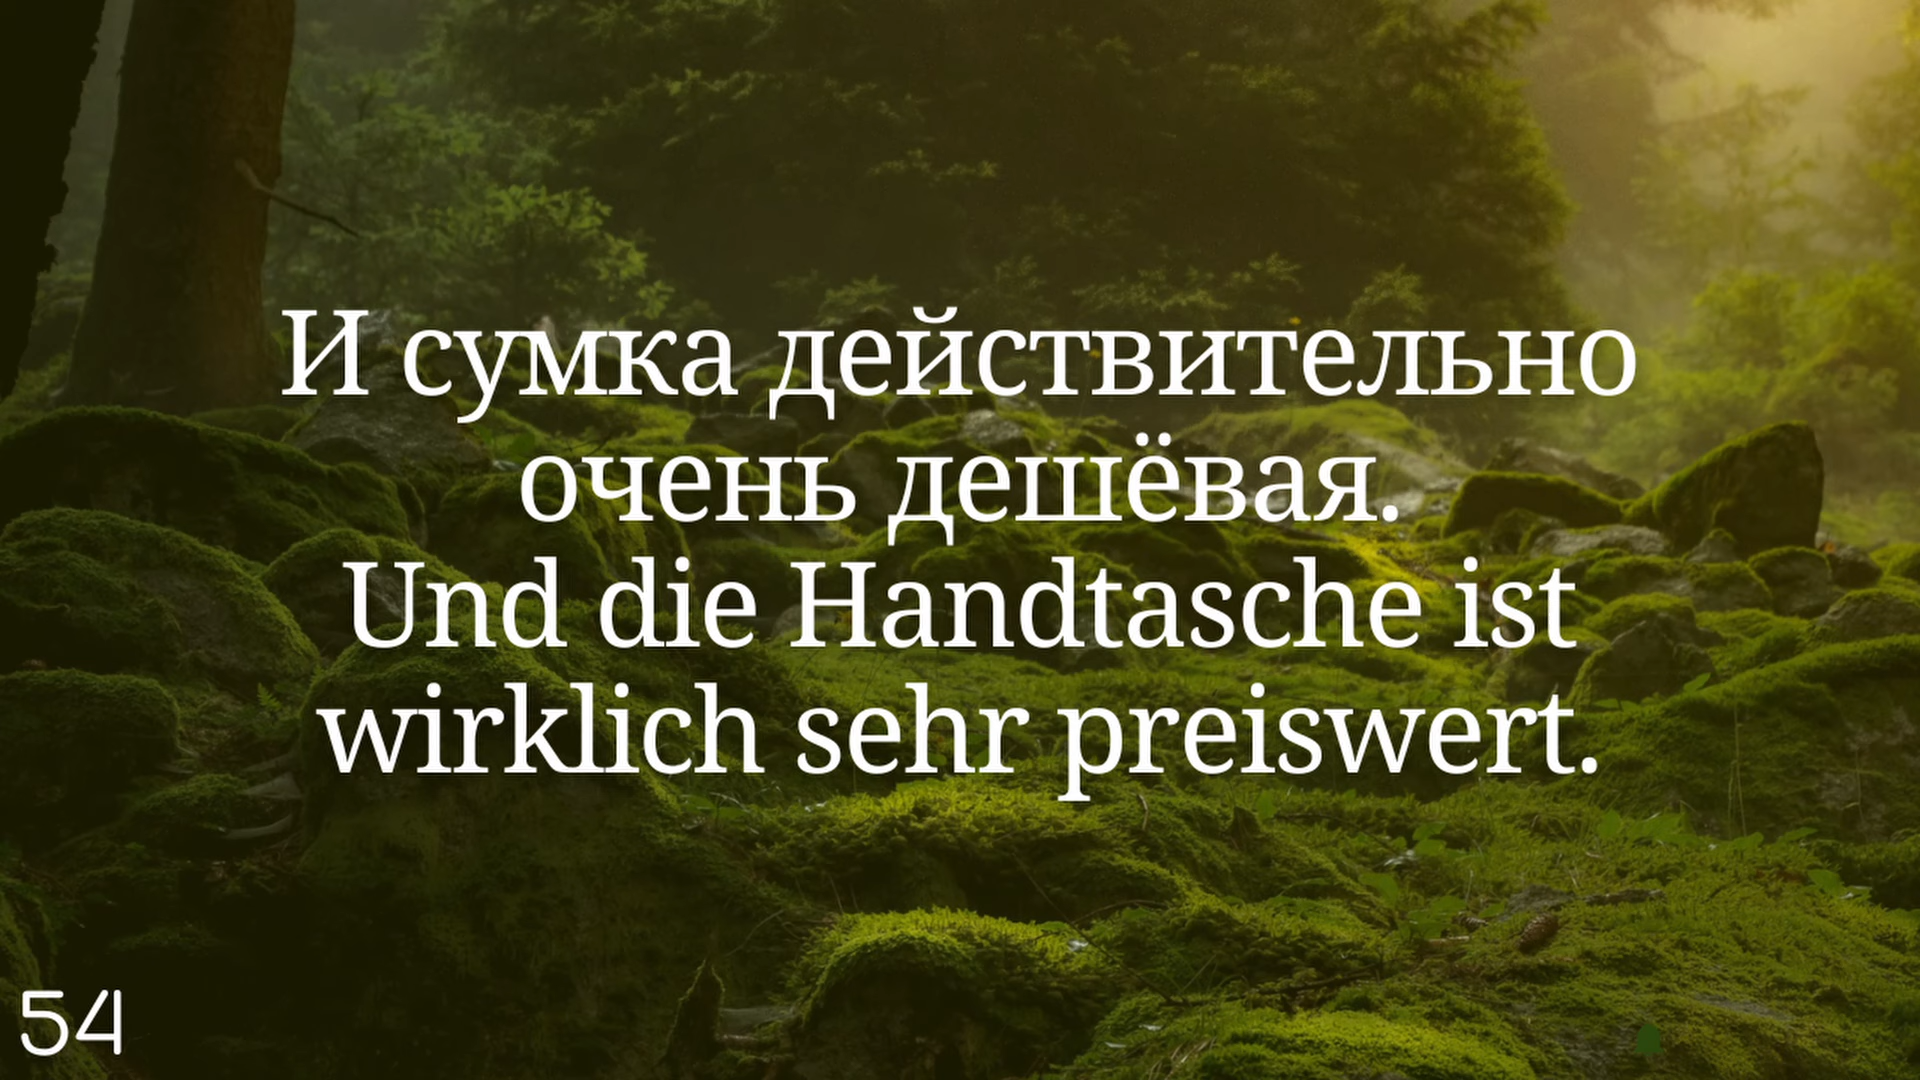 И сумка действительно
очень дешёвая.
Und die Handtasche ist
wirklich sehr preiswert.
54